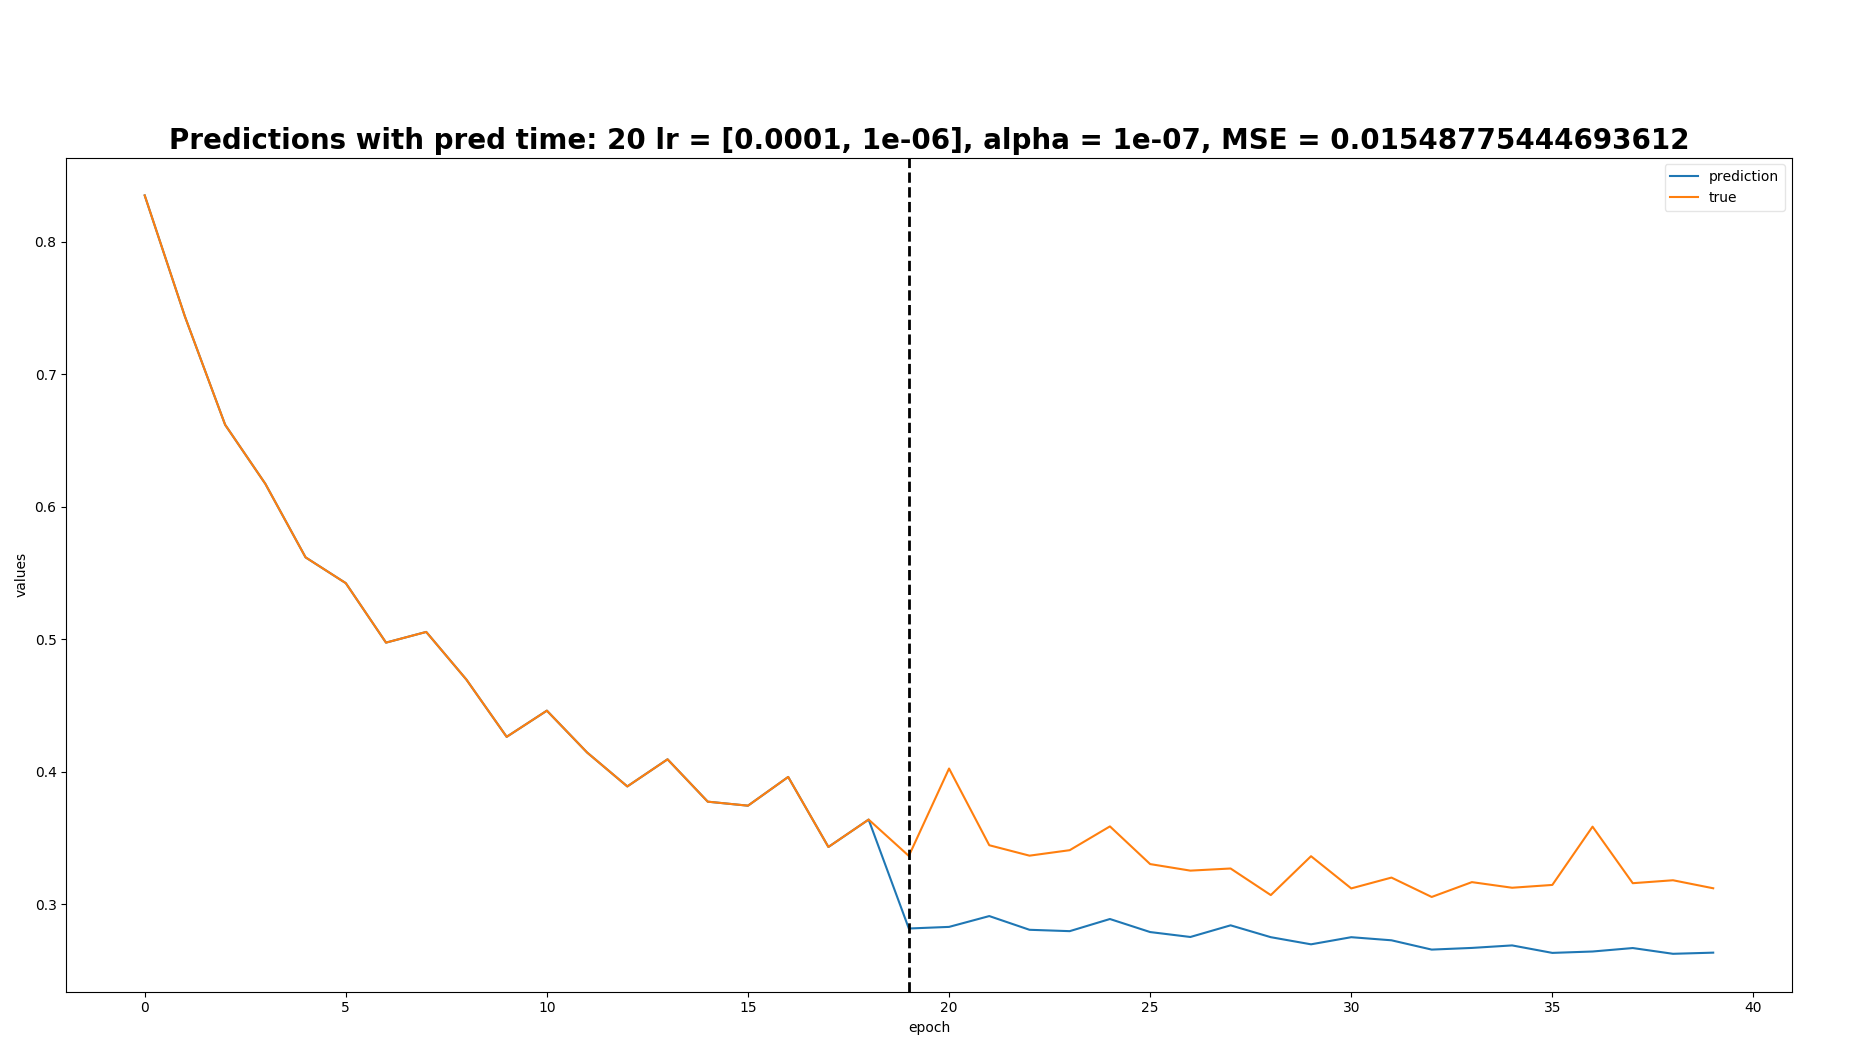 Predictions with pred time: 20 lr = [0.0001, 1e-06], alpha = 1e-07, MSE = 0.01548775444693612
prediction
true
values
0.8
0.7
0.6
0.5
0.4
0.3
0 5 10 15 20 25 30 35 40
epoch